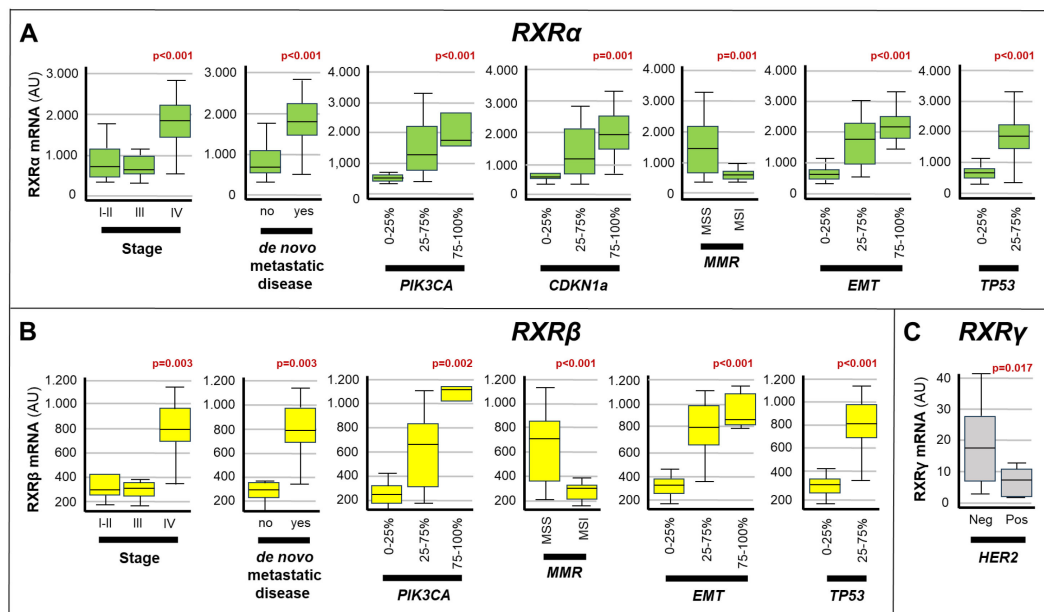 A
RXRα
p<0.001
p<0.001
p<0.001
p=0.001
p=0.001
p<0.001
p<0.001
RXRα mRNA (AU)
3.000
2.000
1.000
0
I-II
III
IV
Stage
3.000
2.000
1.000
0
no
yes
de novo
metastatic
disease
4.000
3.000
2.000
1.000
0
0-25%
25-75%
75-100%
PIK3CA
4.000
3.000
2.000
1.000
0
0-25%
25-75%
75-100%
CDKN1a
4.000
3.000
2.000
1.000
0
MSS
MSI
MMR
4.000
3.000
2.000
1.000
0
0-25%
25-75%
75-100%
EMT
4.000
3.000
2.000
1.000
0
0-25%
25-75%
TP53
B
RXRβ
p=0.003
p=0.003
p=0.002
p<0.001
p<0.001
p<0.001
RXRβ mRNA (AU)
1.200
1.000
800
600
400
200
I-II
III
IV
Stage
1.200
1.000
800
600
400
200
no
yes
de novo
metastatic
disease
1.200
1.000
800
600
400
200
0-25%
25-75%
75-100%
PIK3CA
1.200
1.000
800
600
400
200
MSS
MSI
MMR
1.200
1.000
800
600
400
200
0-25%
25-75%
75-100%
EMT
1.200
1.000
800
600
400
200
0-25%
25-75%
TP53
C
RXRγ
p=0.017
RXRγ mRNA (AU)
40
30
20
10
0
Neg
Pos
HER2